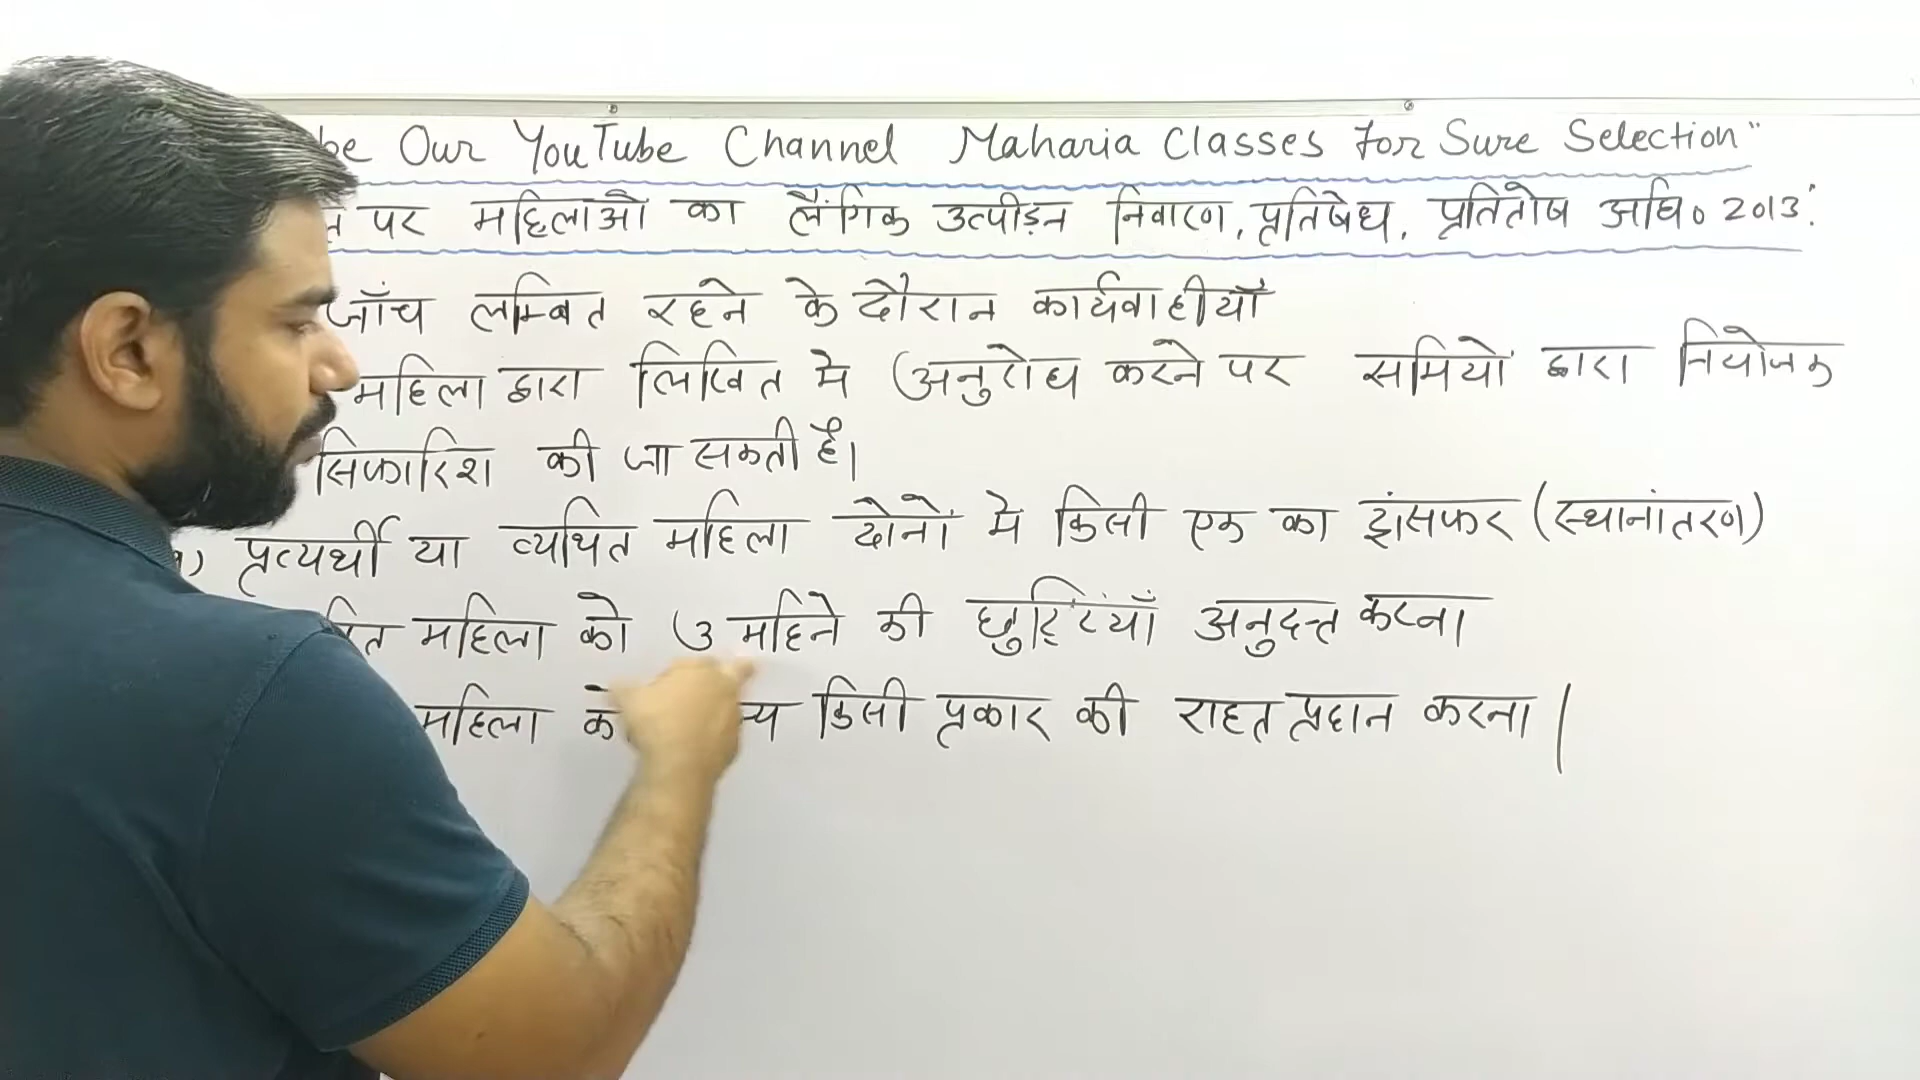 Our YouTube Channel Maharia Classes For Sure Selection"
पर महिलाओं का लैंगिक उत्पीड़न निवारण, प्रतिषेध, प्रतितोष अधि० 2013:
जाँच लम्बित रहने के दौरान कार्यवाहीयाँ
महिला द्वारा लिखित मे (अनुरोध करने पर समियों द्वारा नियोजक
सिफारिश की जा सकती है।
प्रत्यर्थी या व्यथित महिला दोनों मे किसी एक का ट्रांसफर (स्थानांतरण)
महिला को 3 महिने की छुट्टियाँ अनुदत्त करना
महिला किसी प्रकार की राहत प्रदान करना |